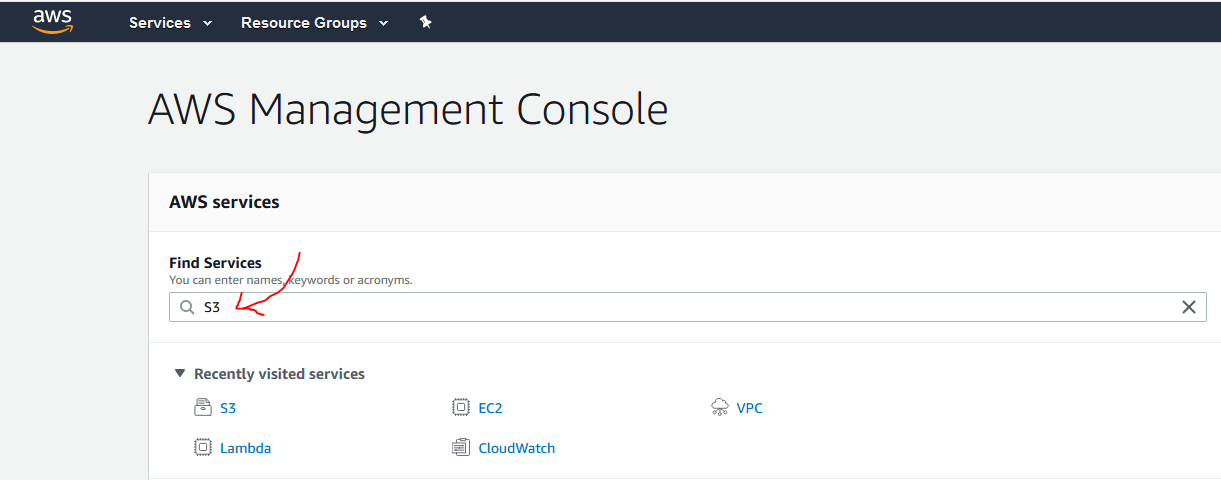 aws Services Resource Groups
AWS Management Console
AWS services
Find Services
You can enter names, keywords or acronyms.
S3
Recently visited services
S3 EC2 VPC
Lambda CloudWatch